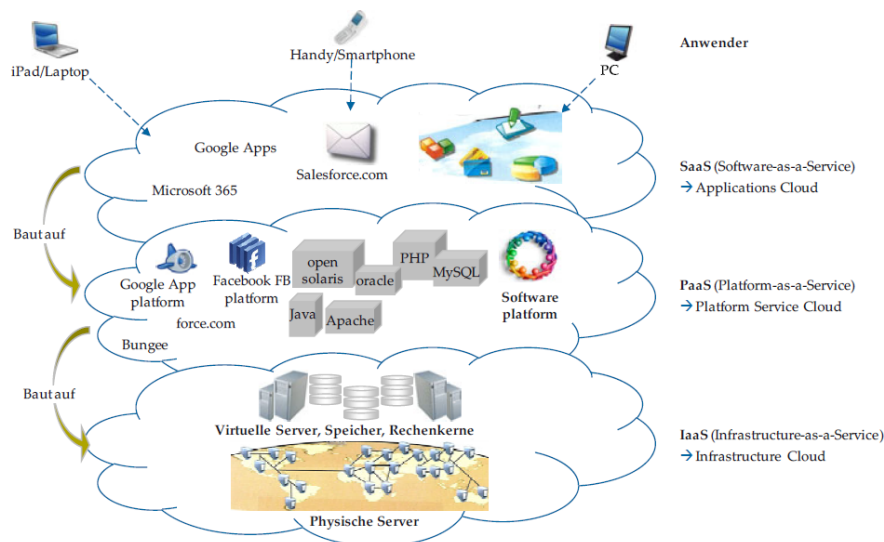 iPad/Laptop
Handy/Smartphone
PC
Anwender
Google Apps
Salesforce.com
Microsoft 365
SaaS (Software-as-a-Service)
→ Applications Cloud
Baut auf
Google App
platform
Facebook FB
platform
open
solaris
oracle
PHP
MySQL
Software
platform
force.com
Java
Apache
Bungee
PaaS (Platform-as-a-Service)
→ Platform Service Cloud
Baut auf
Virtuelle Server, Speicher, Rechenkerne
Physische Server
IaaS (Infrastructure-as-a-Service)
→ Infrastructure Cloud